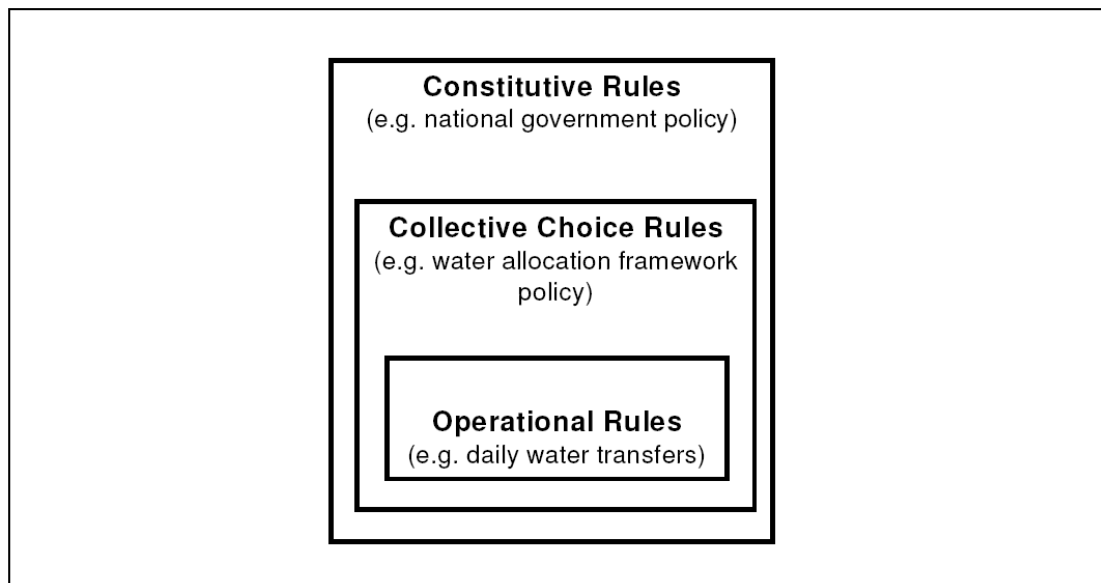 Constitutive Rules
(e.g. national government policy)
Collective Choice Rules
(e.g. water allocation framework
policy)
Operational Rules
(e.g. daily water transfers)